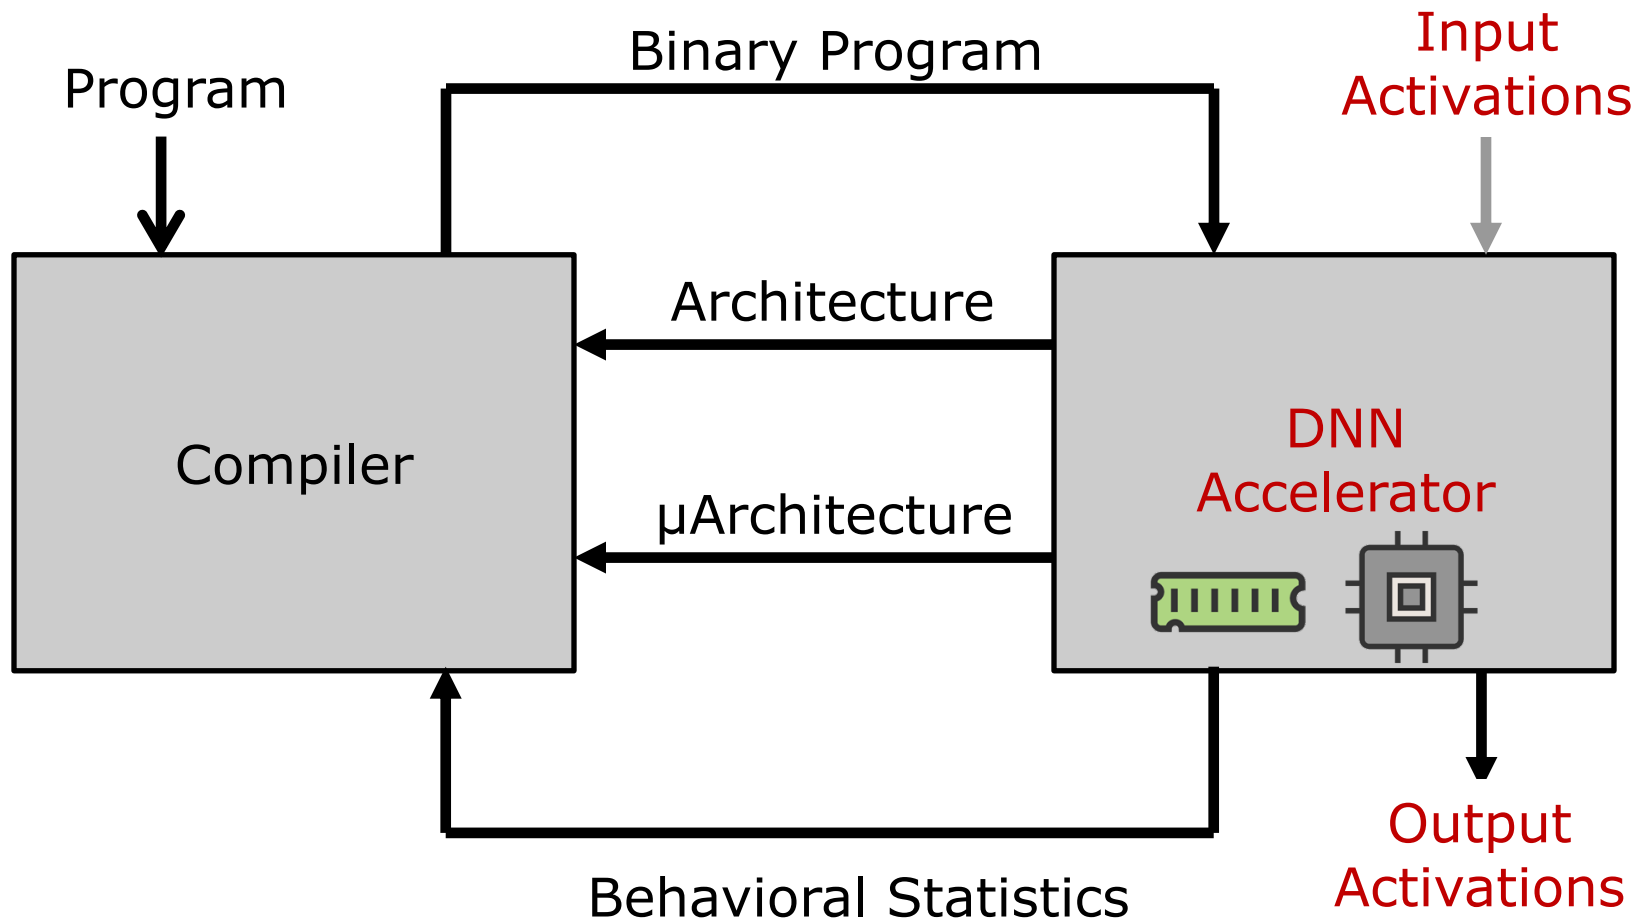 Program
Binary Program
Input
Activations
Architecture
Compiler
µArchitecture
DNN
Accelerator
Behavioral Statistics
Output
Activations